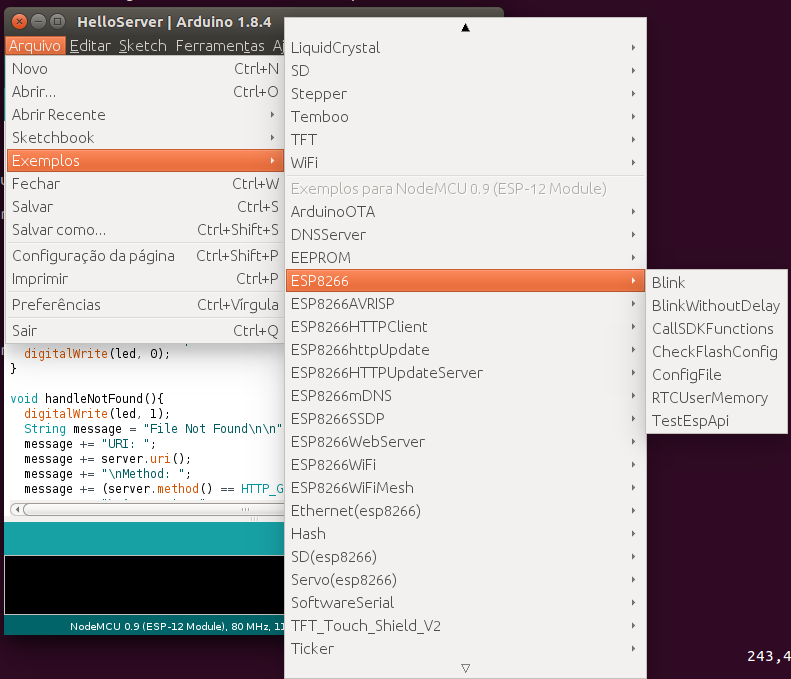 HelloServer | Arduino 1.8.4
Arquivo Editar Sketch Ferramentas
Novo Ctrl+N
Abrir... Ctrl+O
Abrir Recente
Sketchbook
Exemplos
Fechar Ctrl+W
Salvar Ctrl+S
Salvar como... Ctrl+Shift+S
Configuração da página Ctrl+Shift+P
Imprimir Ctrl+P
Preferências Ctrl+Vírgula
Sair Ctrl+Q
LiquidCrystal
SD
Stepper
Temboo
TFT
WiFi
Exemplos para NodeMCU 0.9 (ESP-12 Module)
ArduinoOTA
DNSServer
EEPROM
ESP8266
ESP8266AVRISP
ESP8266HTTPClient
ESP8266httpUpdate
ESP8266HTTPUpdateServer
ESP8266mDNS
ESP8266SSDP
ESP8266WebServer
ESP8266WiFi
ESP8266WiFiMesh
Ethernet(esp8266)
Hash
SD(esp8266)
Servo(esp8266)
SoftwareSerial
TFT_Touch_Shield_V2
Ticker
Blink
BlinkWithoutDelay
CallSDKFunctions
CheckFlashConfig
ConfigFile
RTCUserMemory
TestEspApi
digitalWrite(led, 0);
}
void handleNotFound(){
digitalWrite(led, 1);
String message = "File Not Found\n\n"
message += "URI: ";
message += server.uri();
message += "\nMethod: ";
message += (server.method() == HTTP_G
NodeMCU 0.9 (ESP-12 Module), 80 MHz, 11
243,4